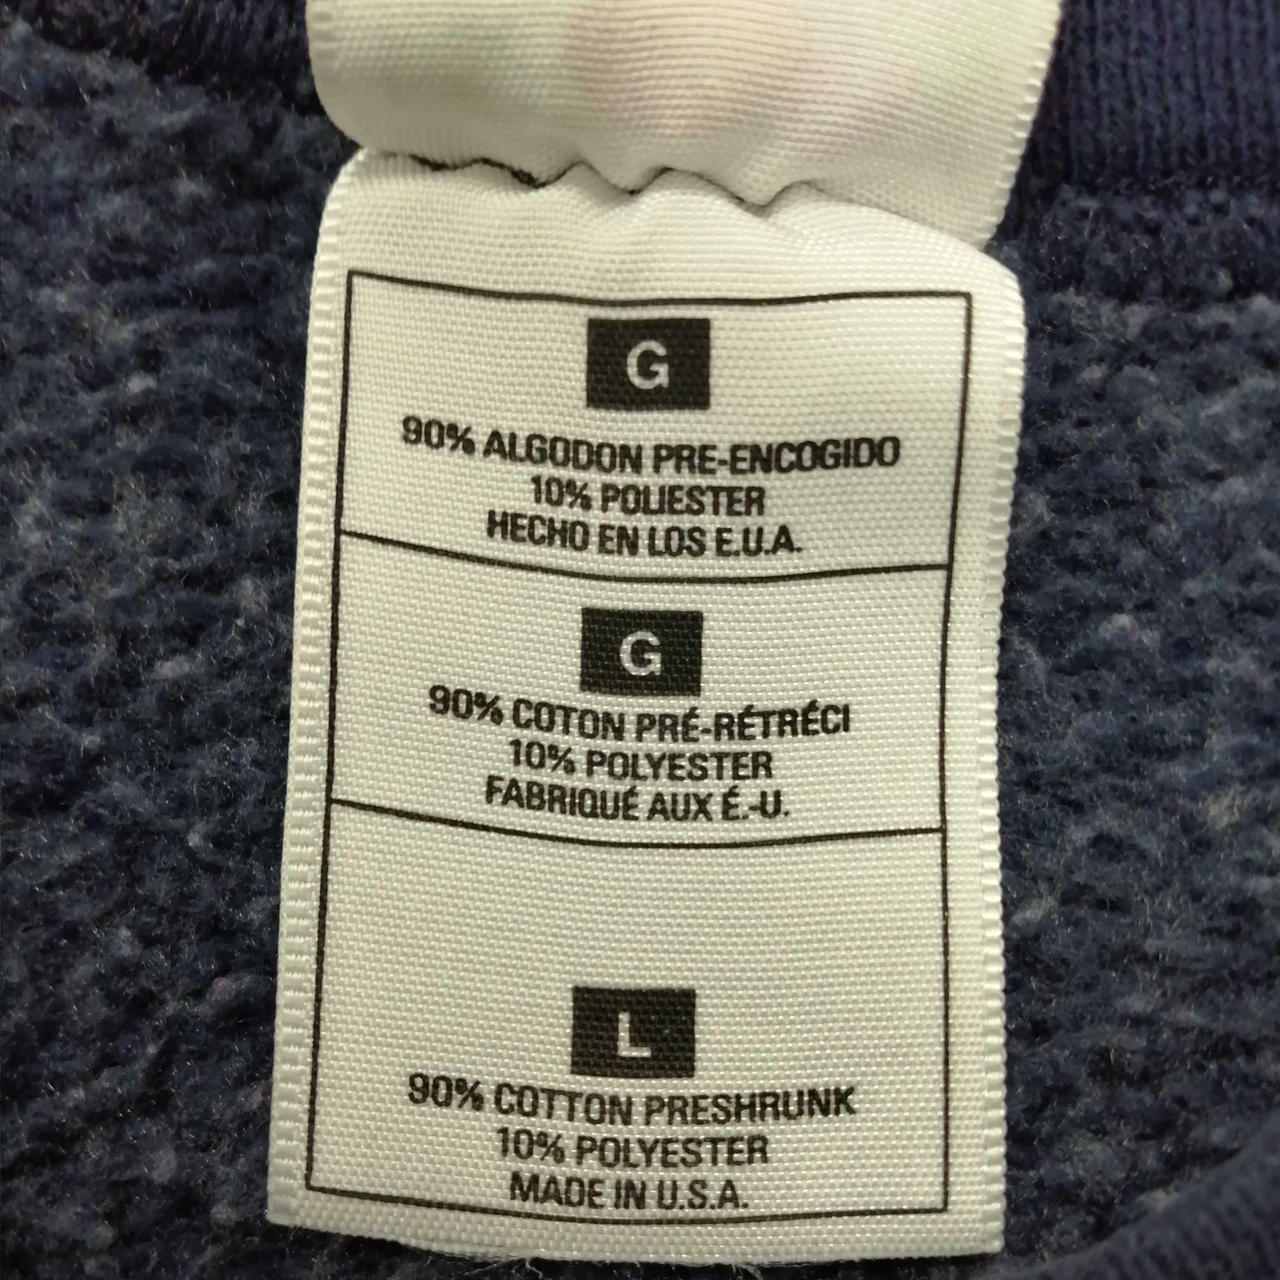 G
90% ALGODON PRE-ENCOGIDO
10% POLIESTER
HECHO EN LOS E.U.A.
G
90% COTON PRÉ-RÉTRÉCI
10% POLYESTER
FABRIQUÉ AUX É.-U.
L
90% COTTON PRESHRUNK
10% POLYESTER
MADE IN U.S.A.